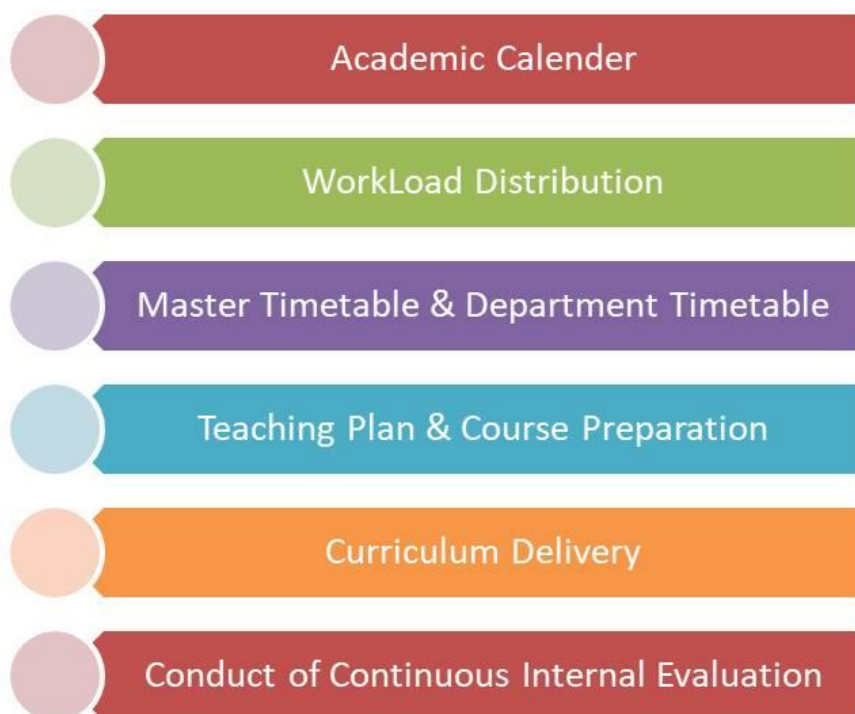 Academic Calender
WorkLoad Distribution
Master Timetable & Department Timetable
Teaching Plan & Course Preparation
Curriculum Delivery
Conduct of Continuous Internal Evaluation